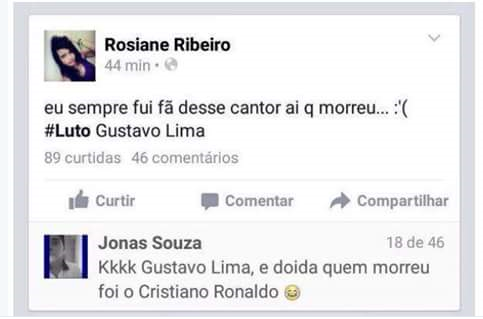 Rosiane Ribeiro
44 min •
eu sempre fui fã desse cantor ai q morreu... :'(
#Luto Gustavo Lima
89 curtidas 46 comentários
Curtir Comentar Compartilhar
Jonas Souza 18 de 46
Kkkk Gustavo Lima, e doida quem morreu
foi o Cristiano Ronaldo 😄